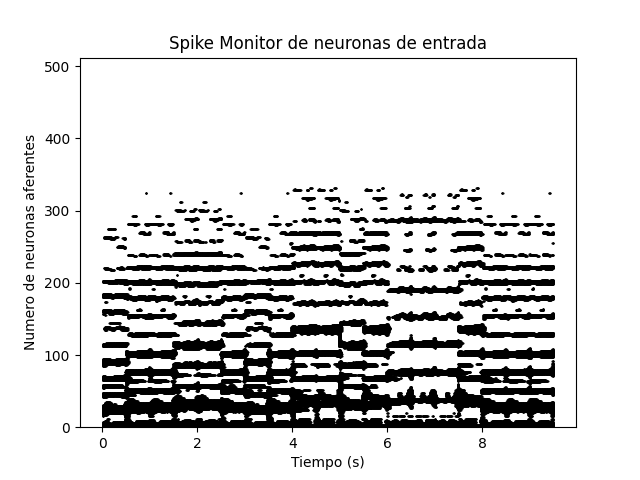 Spike Monitor de neuronas de entrada
500
400
300
200
100
0
Numero de neuronas aferentes
0 2 4 6 8
Tiempo (s)